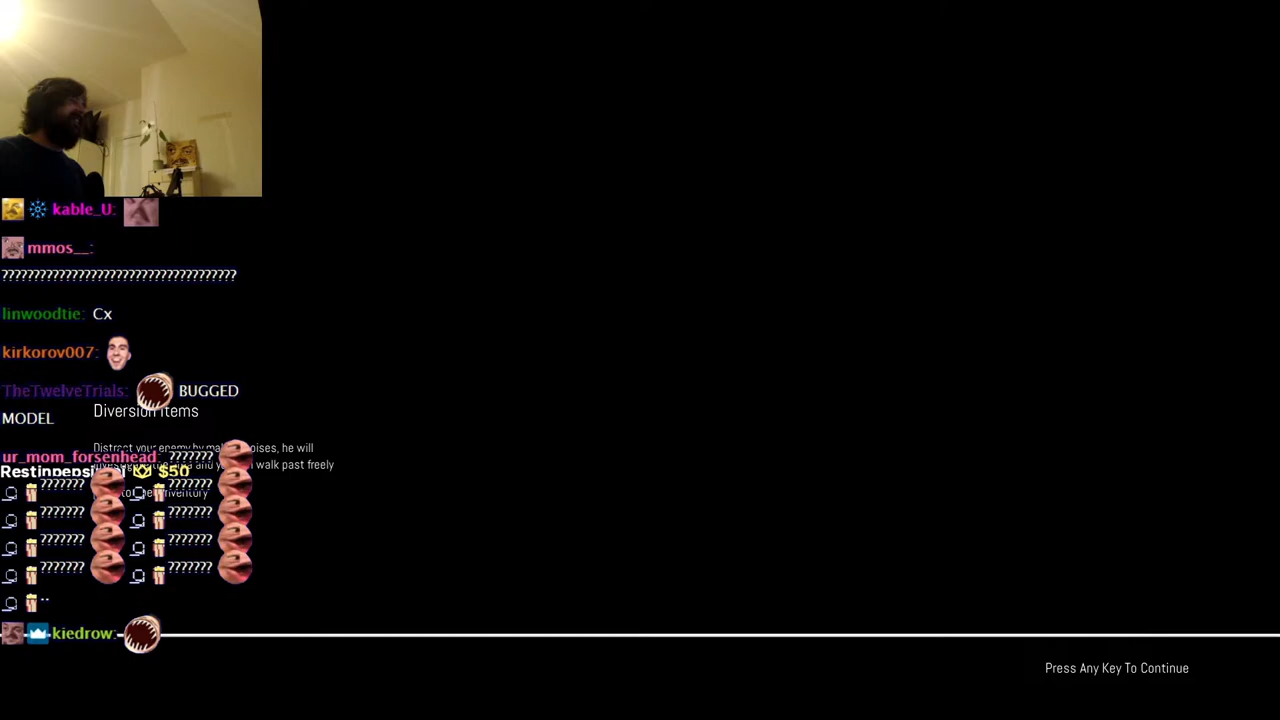 kable_U:
mmos__:
?????????????????????????????????????
linwoodtie: Cx
kirkorov007:
TheTwelveTrials: BUGGED
MODEL
Diversion Items
ur_mom_forsenhead: ???????
Distract your enemy by making noises, he will
walk past freely
$50
??????? ???????
inventory
??????? ???????
??????? ???????
??????? ???????
..
kiedrow:
Press Any Key To Continue